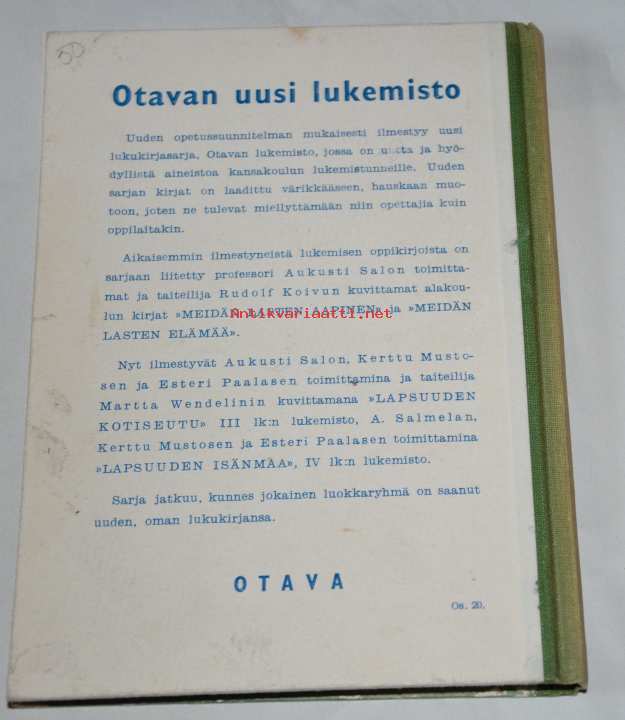 50
Otavan uusi lukemisto
Uuden opetussuunnitelman mukaisesti ilmestyy uusi
lukukirjasarja, Otavan lukemisto, jossa on uutta ja hyö-
dyllistä aineistoa kansakoulun lukemistunneille. Uuden
sarjan kirjat on laadittu värikkääseen, hauskaan muo-
toon, joten ne tulevat miellyttämään niin opettajia kuin
oppilaitakin.
Aikaisemmin ilmestyneistä lukemisen oppikirjoista on
sarjaan liitetty professori Aukusti Salon toimitta-
mat ja taiteilija Rudolf Koivun kuvittamat alakou-
lun kirjat »MEIDÄN LASTEN AAPINEN» ja »MEIDÄN
Antikvariaatti.net
LASTEN ELÄMÄÄ».
Nyt ilmestyvät Aukusti Salon, Kerttu Musto-
sen ja Esteri Paalasen toimittamina ja taiteilija
Martta Wendelinin kuvittamana »LAPSUUDEN
KOTISEUTU» III lk:n lukemisto, A. Salmelan,
Kerttu Mustosen ja Esteri Paalasen toimittamina
»LAPSUUDEN ISÄNMAA», IV lk:n lukemisto.
Sarja jatkuu, kunnes jokainen luokkaryhmä on saanut
uuden, oman lukukirjansa.
OTAVA
Os. 20.